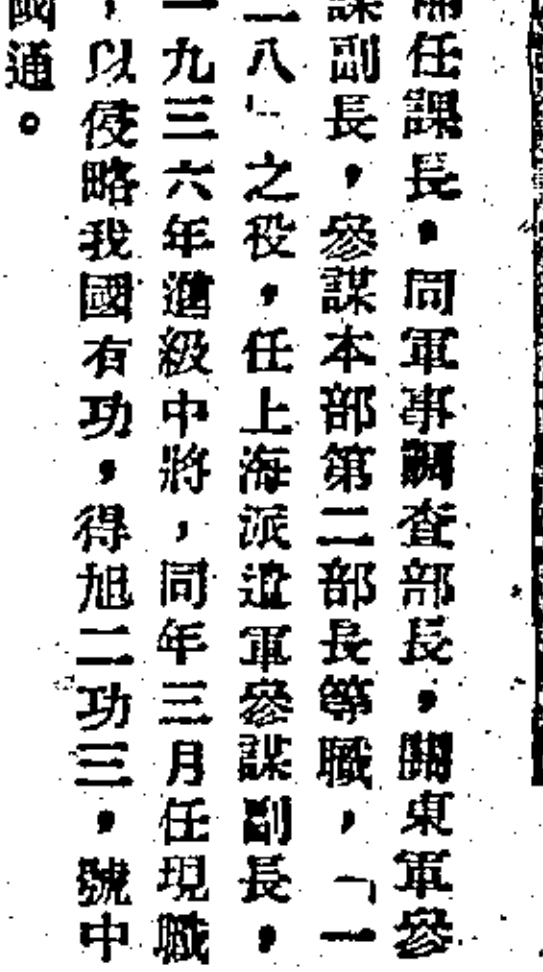 任課長，同軍事調查部長，關東軍參
謀副長，參謀本部第二部長等職，「一
二八」之役，任上海派遣軍參謀副長，
一九三六年進級中將，同年三月任現職
，以侵略我國有功，得旭二功三，號中
國通。